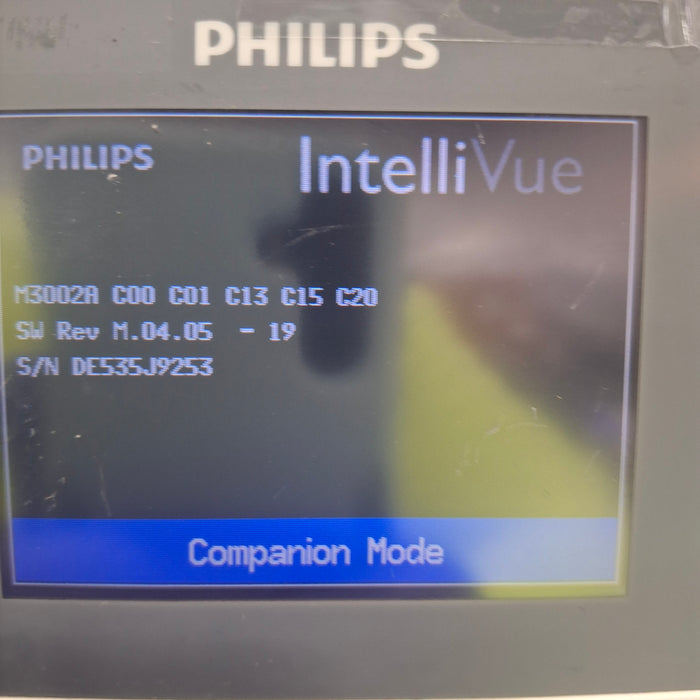 PHILIPS
PHILIPS
IntelliVue
M3002A C00 C01 C13 C15 C20
SW Rev M.04.05 - 19
S/N DE535J9253
Companion Mode